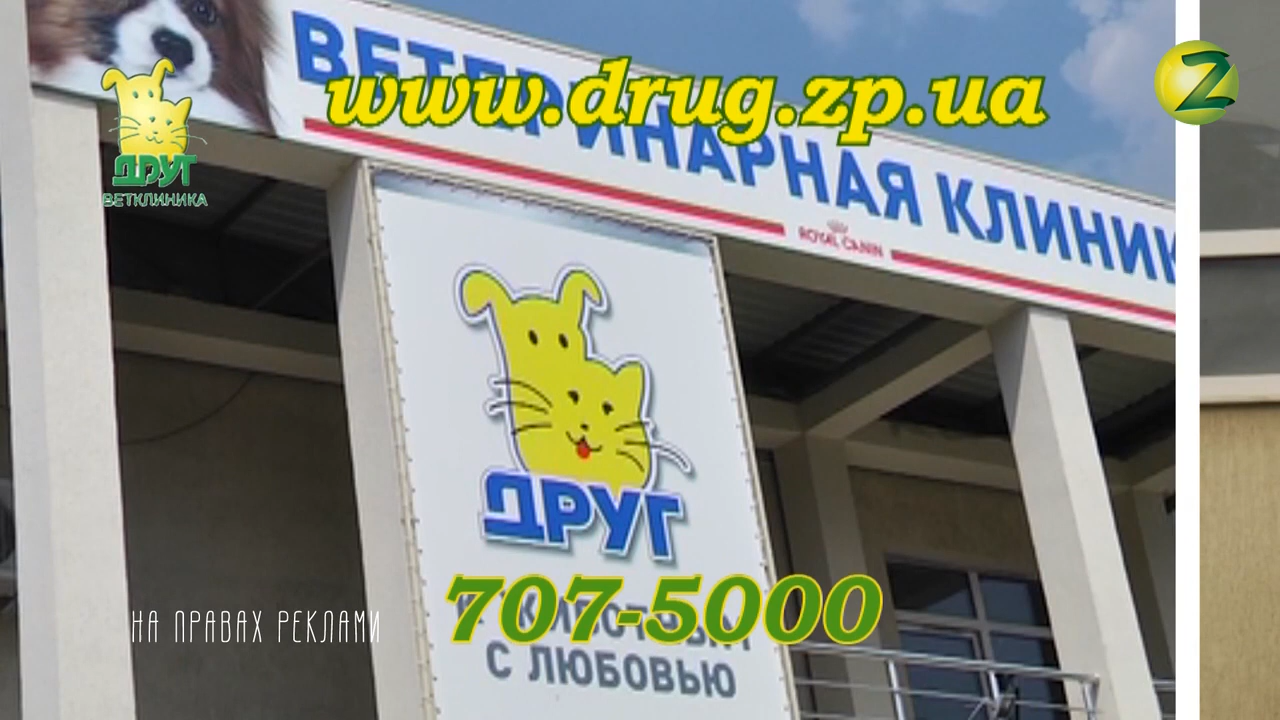 ВЕТЕРИНАРНАЯ КЛИНИК
www.drug.zp.ua
Z
ДРУГ
ВЕТКЛИНИКА
ROYAL CANIN
ДРУГ
707-5000
С ЛЮБОВЬЮ
НА ПРАВАХ РЕКЛАМИ